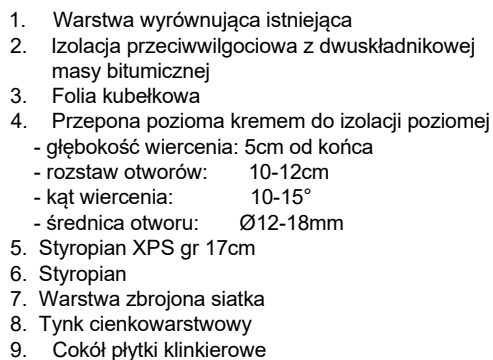 1. Warstwa wyrównująca istniejąca
2. Izolacja przeciwwilgociowa z dwuskładnikowej
masy bitumicznej
3. Folia kubełkowa
4. Przepona pozioma kremem do izolacji poziomej
- głębokość wiercenia: 5cm od końca
- rozstaw otworów: 10-12cm
- kąt wiercenia: 10-15°
- średnica otworu: Ø12-18mm
5. Styropian XPS gr 17cm
6. Styropian
7. Warstwa zbrojona siatka
8. Tynk cienkowarstwowy
9. Cokół płytki klinkierowe